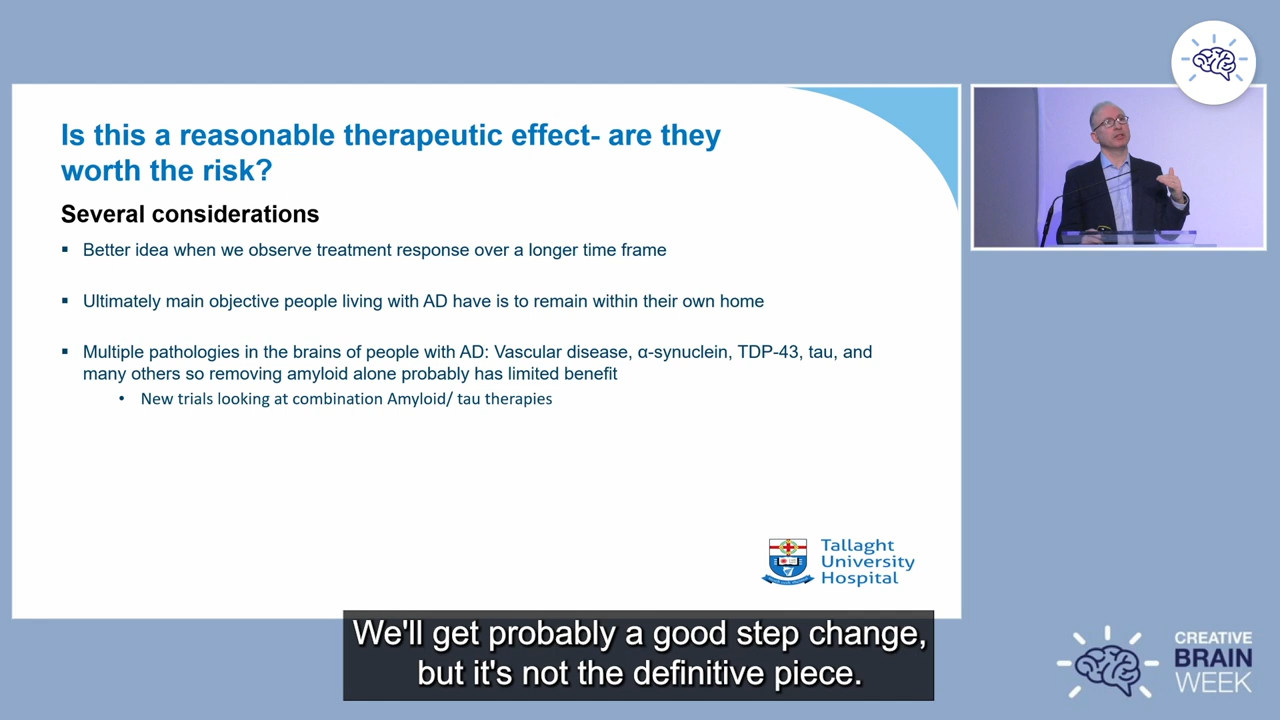 Is this a reasonable therapeutic effect- are they
worth the risk?
Several considerations
▪ Better idea when we observe treatment response over a longer time frame
▪ Ultimately main objective people living with AD have is to remain within their own home
▪ Multiple pathologies in the brains of people with AD: Vascular disease, α-synuclein, TDP-43, tau, and
many others so removing amyloid alone probably has limited benefit
• New trials looking at combination Amyloid/ tau therapies
Tallaght
University
Hospital
We'll get probably a good step change,
but it's not the definitive piece.
CREATIVE
BRAIN
WEEK